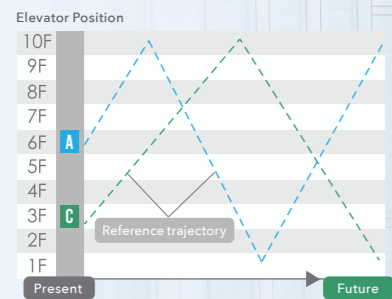 Elevator Position
10F
9F
8F
7F
6F A
5F
4F
3F C
2F
1F
Reference trajectory
Present Future